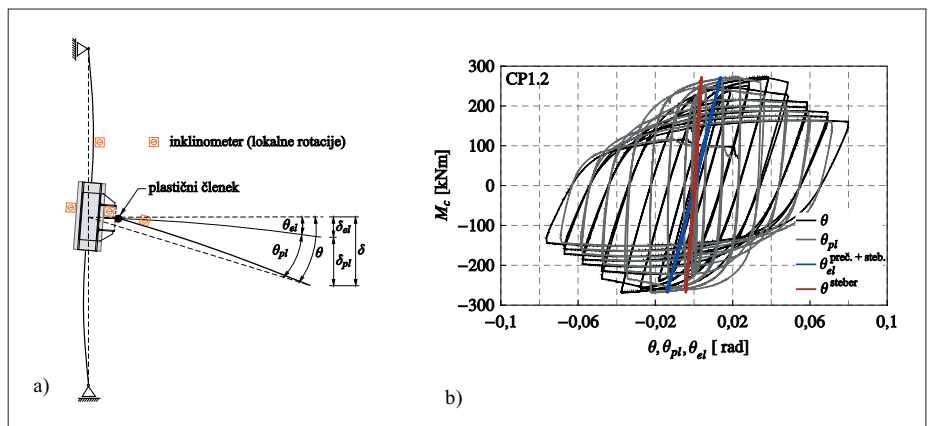 inklinometer (lokalne rotacije)
plastični členek
θel
θpl
θ
δel
δpl
δ
a)
CP1.2
Mc [kNm]
300
200
100
0
−100
−200
−300
−0,1
−0,06
−0,02
0,02
0,06
0,1
θ, θpl, θel [ rad]
θ
θpl
θel preč. + steb.
θ steber
b)